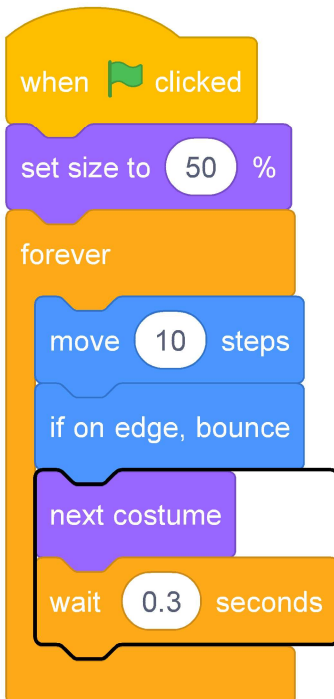 when clicked
set size to 50 %
forever
move 10 steps
if on edge, bounce
next costume
wait 0.3 seconds